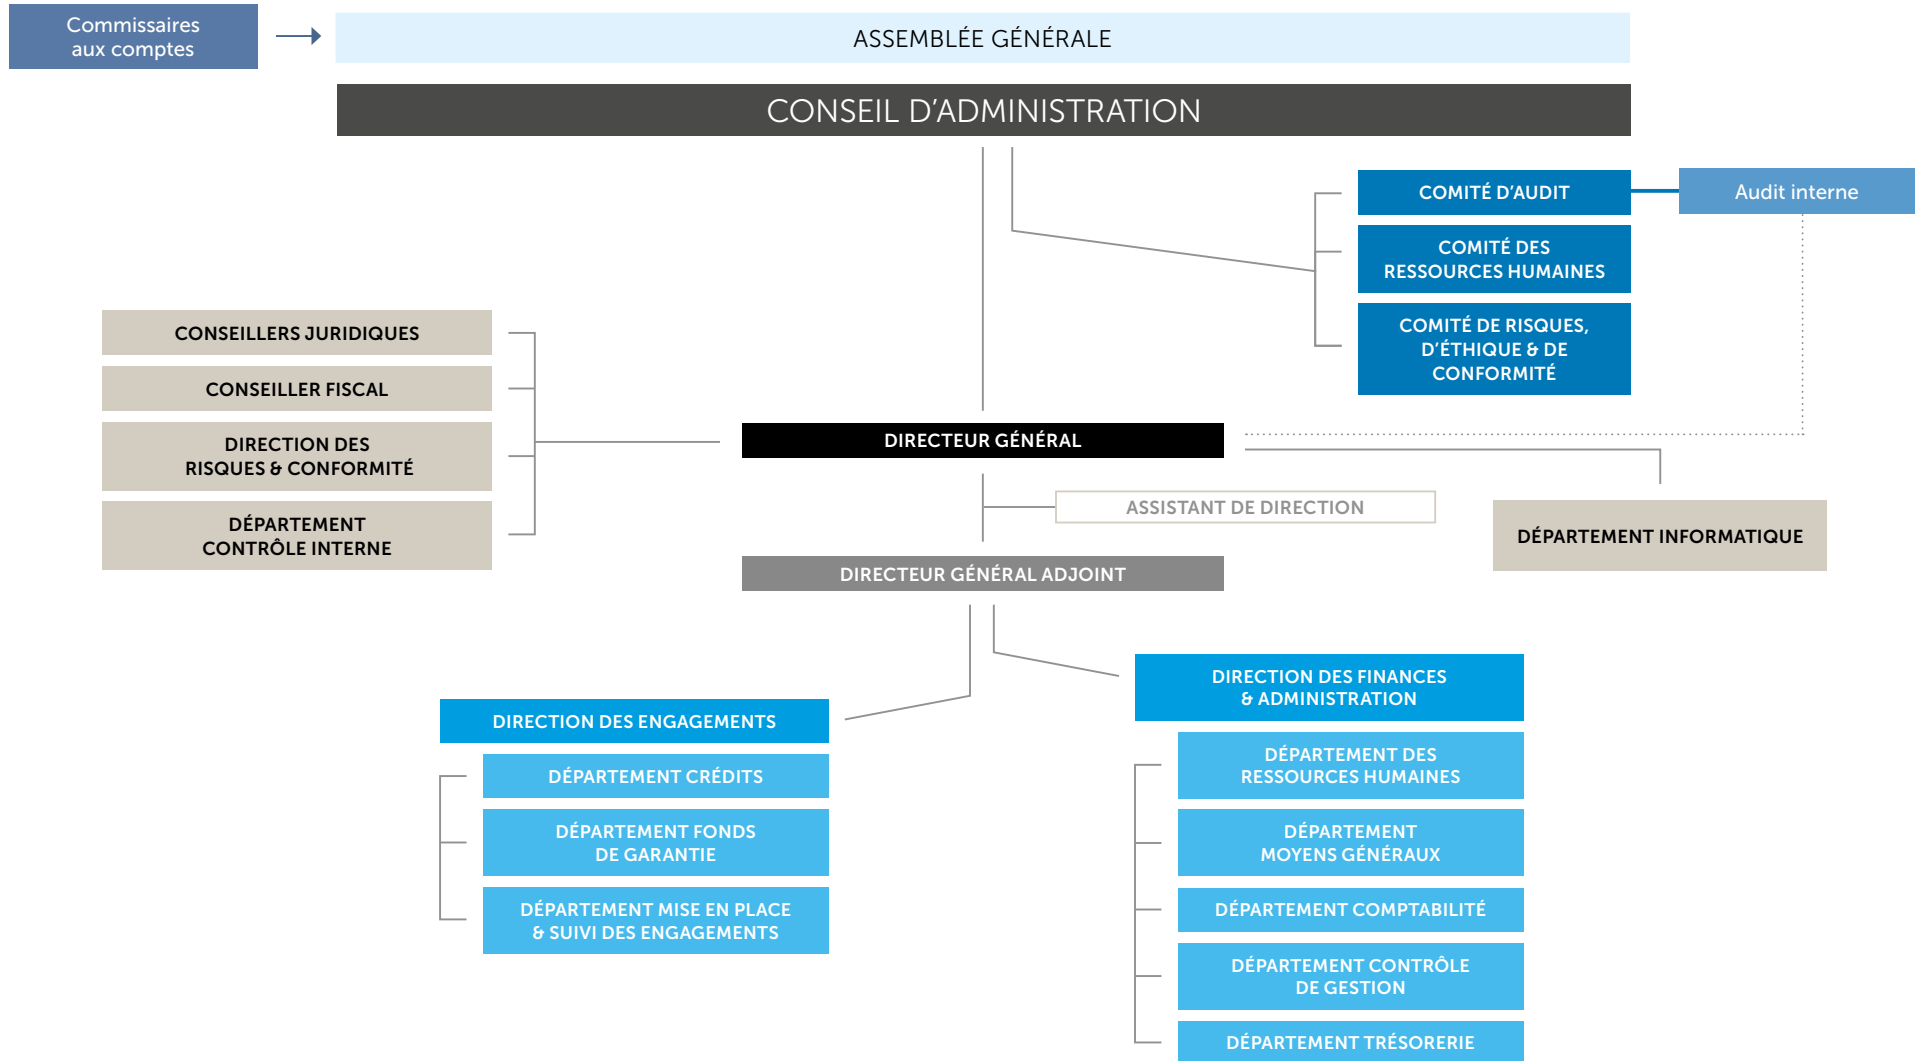 Commissaires
aux comptes
ASSEMBLÉE GÉNÉRALE
CONSEIL D'ADMINISTRATION
COMITÉ D'AUDIT
Audit interne
COMITÉ DES
RESSOURCES HUMAINES
COMITÉ DE RISQUES,
D'ÉTHIQUE & DE
CONFORMITÉ
CONSEILLERS JURIDIQUES
CONSEILLER FISCAL
DIRECTION DES
RISQUES & CONFORMITÉ
DÉPARTEMENT
CONTRÔLE INTERNE
DIRECTEUR GÉNÉRAL
ASSISTANT DE DIRECTION
DÉPARTEMENT INFORMATIQUE
DIRECTEUR GÉNÉRAL ADJOINT
DIRECTION DES ENGAGEMENTS
DÉPARTEMENT CRÉDITS
DÉPARTEMENT FONDS
DE GARANTIE
DÉPARTEMENT MISE EN PLACE
& SUIVI DES ENGAGEMENTS
DIRECTION DES FINANCES
& ADMINISTRATION
DÉPARTEMENT DES
RESSOURCES HUMAINES
DÉPARTEMENT
MOYENS GÉNÉRAUX
DÉPARTEMENT COMPTABILITÉ
DÉPARTEMENT CONTRÔLE
DE GESTION
DÉPARTEMENT TRÉSORERIE